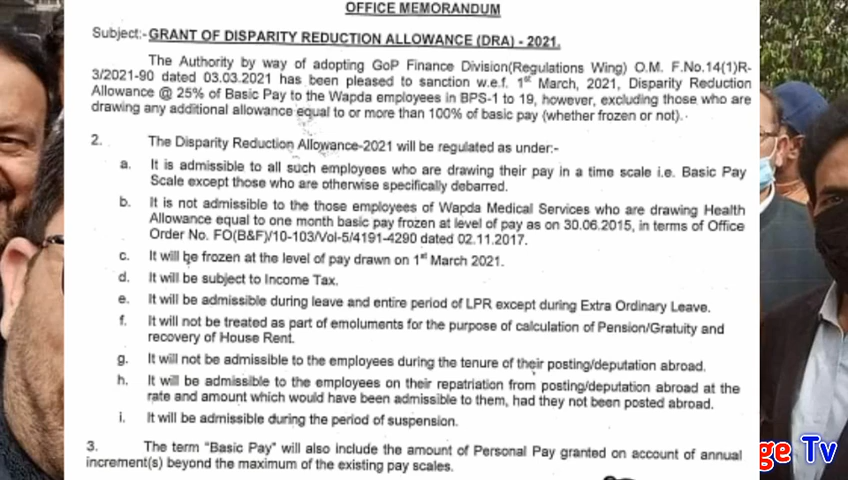 OFFICE MEMORANDUM
Subject:- GRANT OF DISPARITY REDUCTION ALLOWANCE (DRA) - 2021.
The Authority by way of adopting GoP Finance Division(Regulations Wing) O.M. F.No.14(1)R-
3/2021-90 dated 03.03.2021 has been pleased to sanction w.e.f. 1st March, 2021, Disparity Reduction
Allowance @ 25% of Basic Pay to the Wapda employees in BPS-1 to 19, however, excluding those who are
drawing any additional allowance equal to or more than 100% of basic pay (whether frozen or not).
2. The Disparity Reduction Allowance-2021 will be regulated as under:-
a. It is admissible to all such employees who are drawing their pay in a time scale i.e. Basic Pay
Scale except those who are otherwise specifically debarred.
b. It is not admissible to the those employees of Wapda Medical Services who are drawing Health
Allowance equal to one month basic pay frozen at level of pay as on 30.06.2015, in terms of Office
Order No. FO(B&F)/10-103/Vol-5/4191-4290 dated 02.11.2017.
c. It will be frozen at the level of pay drawn on 1st March 2021.
d. It will be subject to Income Tax.
e. It will be admissible during leave and entire period of LPR except during Extra Ordinary Leave.
f. It will not be treated as part of emoluments for the purpose of calculation of Pension/Gratuity and
recovery of House Rent.
g. It will not be admissible to the employees during the tenure of their posting/deputation abroad.
h. It will be admissible to the employees on their repatriation from posting/deputation abroad at the
rate and amount which would have been admissible to them, had they not been posted abroad.
i. It will be admissible during the period of suspension.
3. The term "Basic Pay" will also include the amount of Personal Pay granted on account of annual
increment(s) beyond the maximum of the existing pay scales.
ge Tv